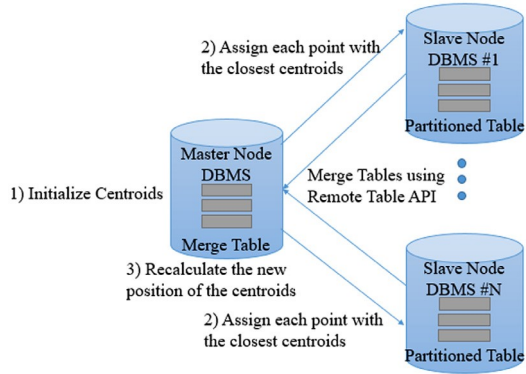 2) Assign each point with
the closest centroids
Slave Node
DBMS #1
Partitioned Table
Master Node
DBMS
Merge Table
1) Initialize Centroids
Merge Tables using
Remote Table API
3) Recalculate the new
position of the centroids
2) Assign each point with
the closest centroids
Slave Node
DBMS #N
Partitioned Table